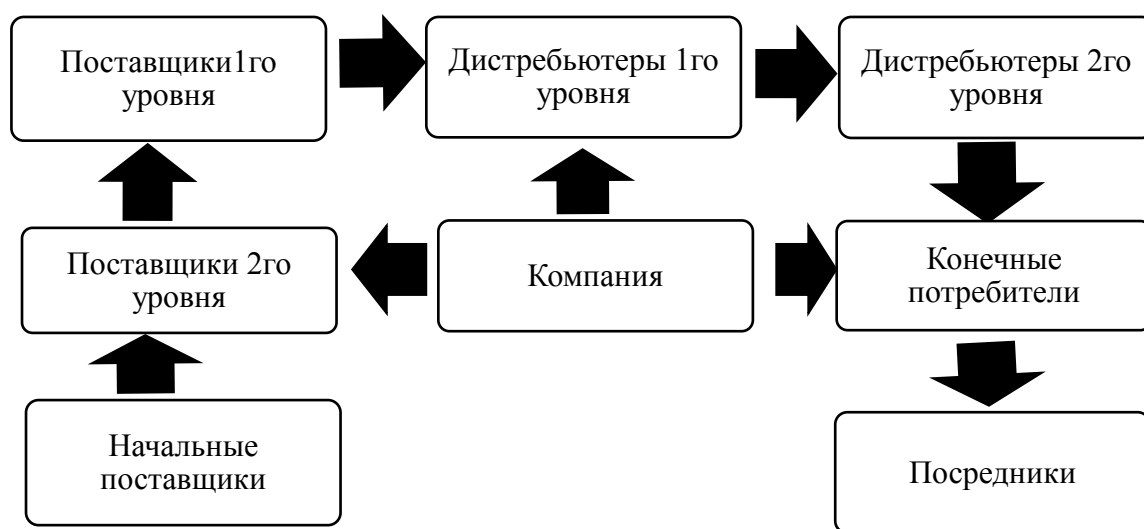 Поставщики1го
уровня
Дистребьютеры 1го
уровня
Дистребьютеры 2го
уровня
Поставщики 2го
уровня
Компания
Конечные
потребители
Начальные
поставщики
Посредники